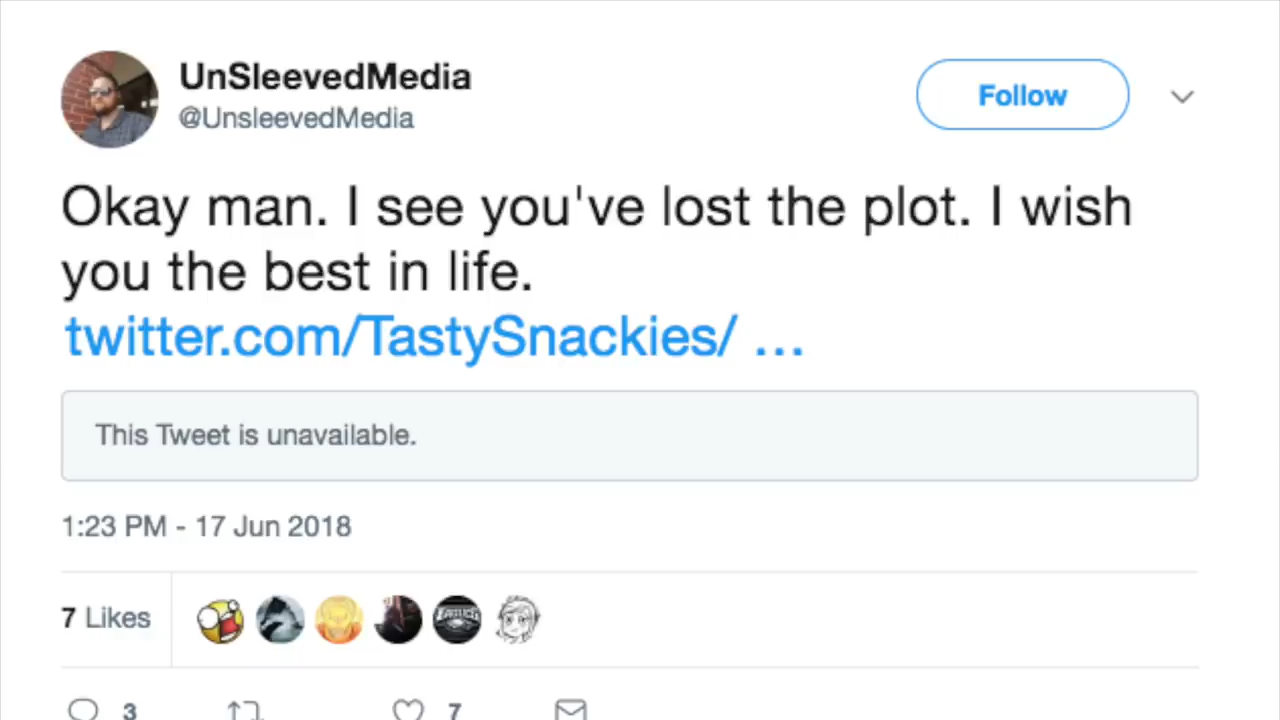 UnSleevedMedia
@UnsleevedMedia
Follow
Okay man. I see you've lost the plot. I wish
you the best in life.
twitter.com/TastySnackies/ …
This Tweet is unavailable.
1:23 PM - 17 Jun 2018
7 Likes
EAGLES
3
7